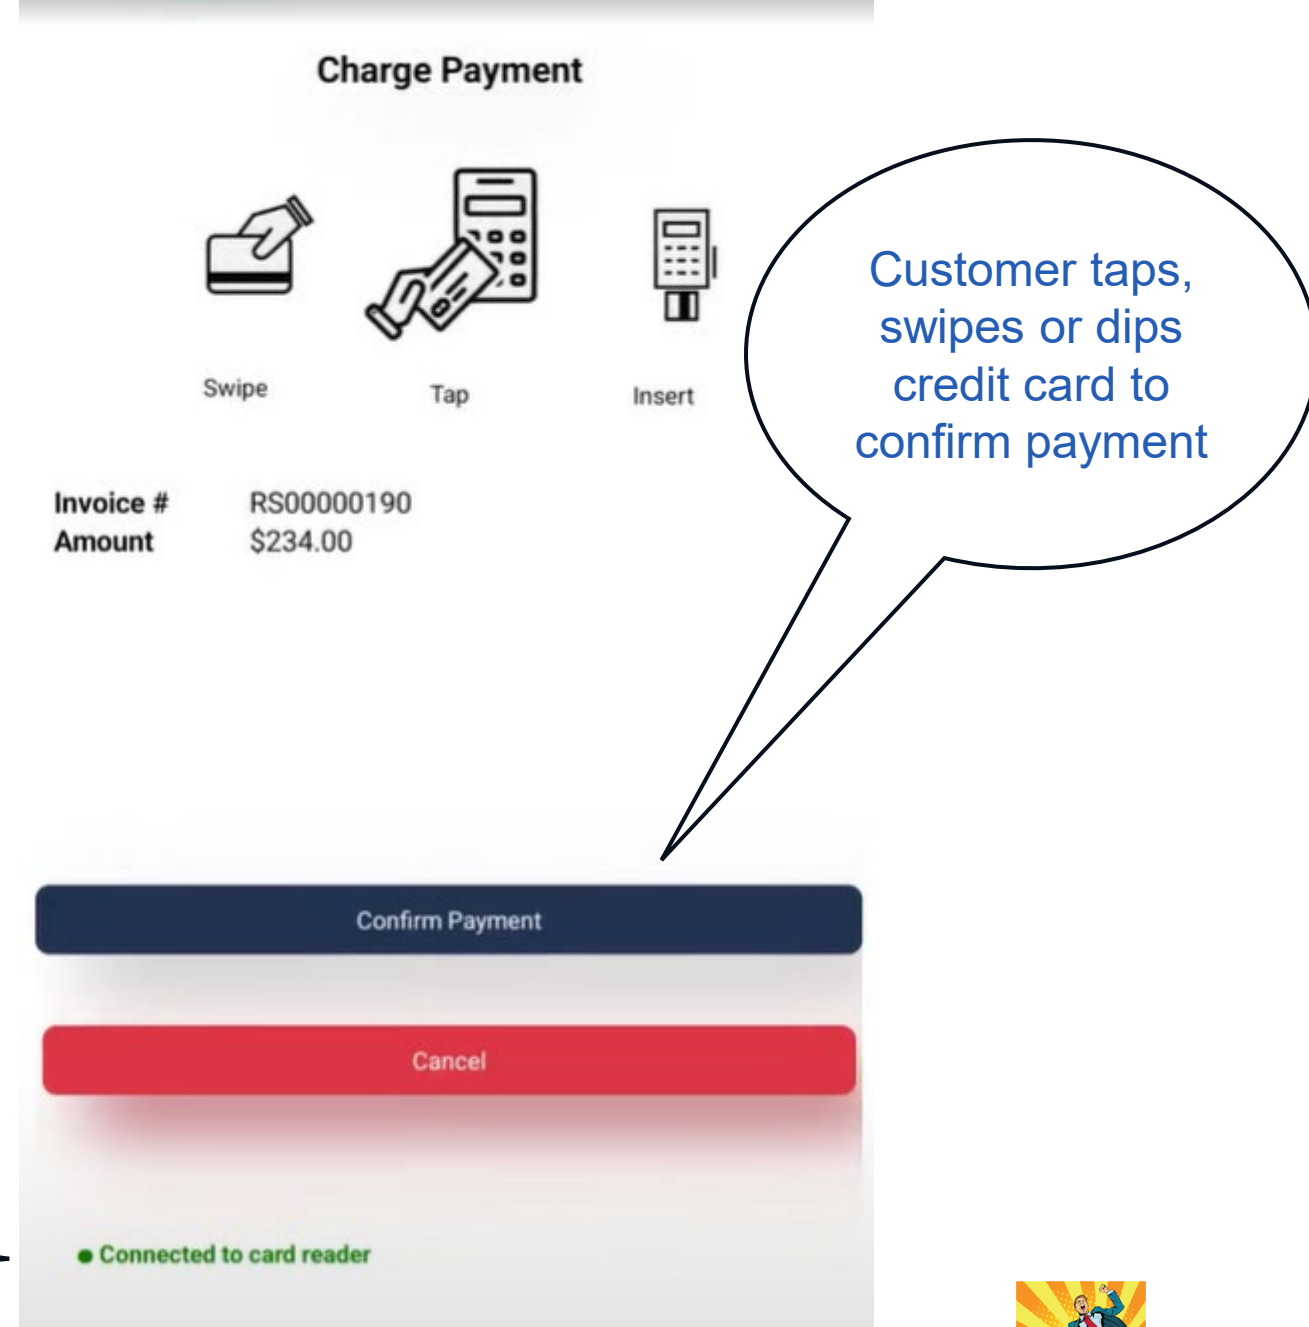 Charge Payment
Customer taps,
swipes or dips
credit card to
confirm payment
Swipe Tap Insert
Invoice # RS00000190
Amount $234.00
Confirm Payment
Cancel
Connected to card reader